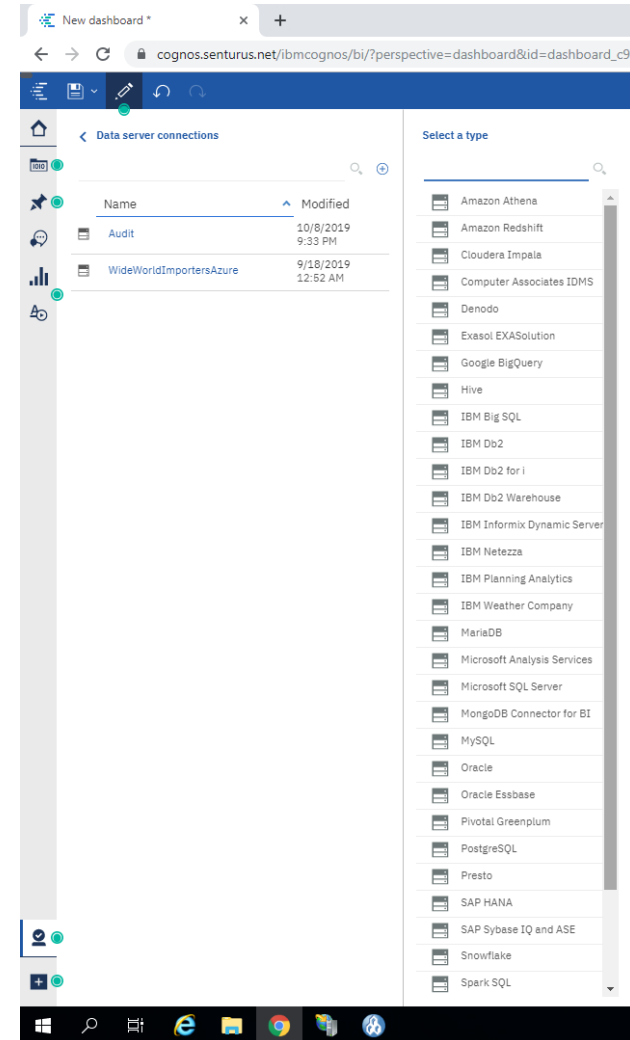 New dashboard *
cognos.senturus.net/ibmcognos/bi/?perspective=dashboard&id=dashboard_c9
Data server connections
Name
Modified
Audit
10/8/2019
9:33 PM
WideWorldImportersAzure
9/18/2019
12:52 AM
Select a type
Amazon Athena
Amazon Redshift
Cloudera Impala
Computer Associates IDMS
Denodo
Exasol EXASolution
Google BigQuery
Hive
IBM Big SQL
IBM Db2
IBM Db2 for i
IBM Db2 Warehouse
IBM Informix Dynamic Server
IBM Netezza
IBM Planning Analytics
IBM Weather Company
MariaDB
Microsoft Analysis Services
Microsoft SQL Server
MongoDB Connector for BI
MySQL
Oracle
Oracle Essbase
Pivotal Greenplum
PostgreSQL
Presto
SAP HANA
SAP Sybase IQ and ASE
Snowflake
Spark SQL